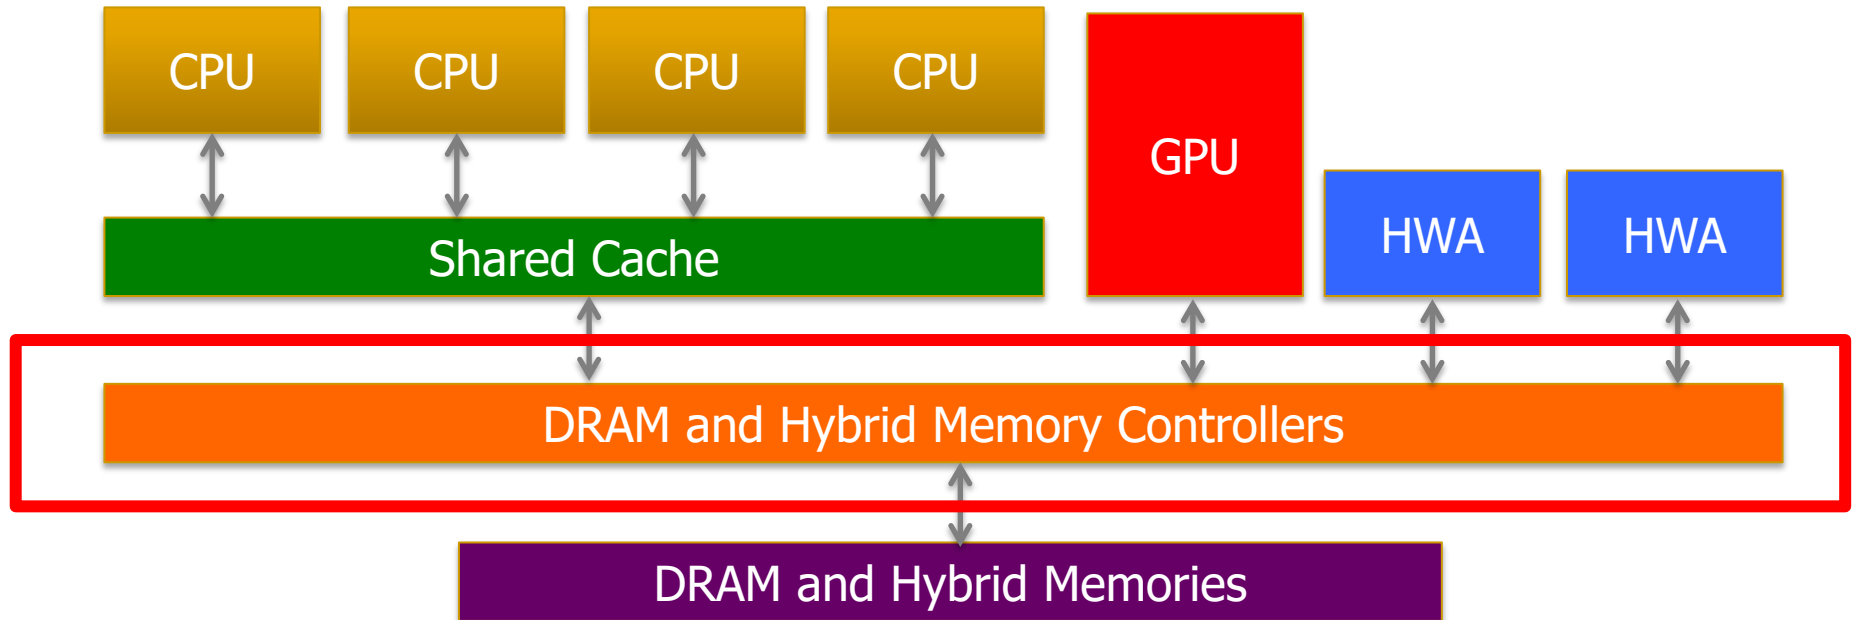 CPU
CPU
CPU
CPU
GPU
HWA
HWA
Shared Cache
DRAM and Hybrid Memory Controllers
DRAM and Hybrid Memories